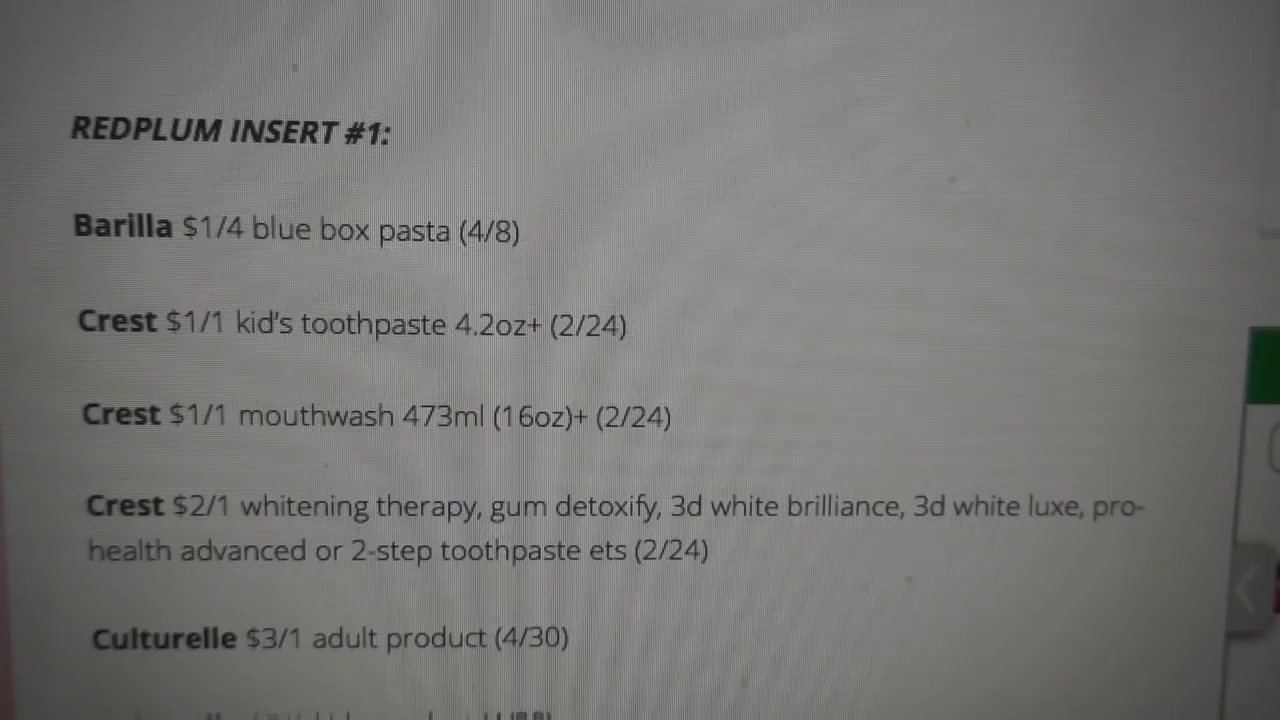 REDPLUM INSERT #1:
Barilla $1/4 blue box pasta (4/8)
Crest $1/1 kid's toothpaste 4.2oz+ (2/24)
Crest $1/1 mouthwash 473ml (16oz)+ (2/24)
Crest $2/1 whitening therapy, gum detoxify, 3d white brilliance, 3d white luxe, pro-
health advanced or 2-step toothpaste ets (2/24)
Culturelle $3/1 adult product (4/30)